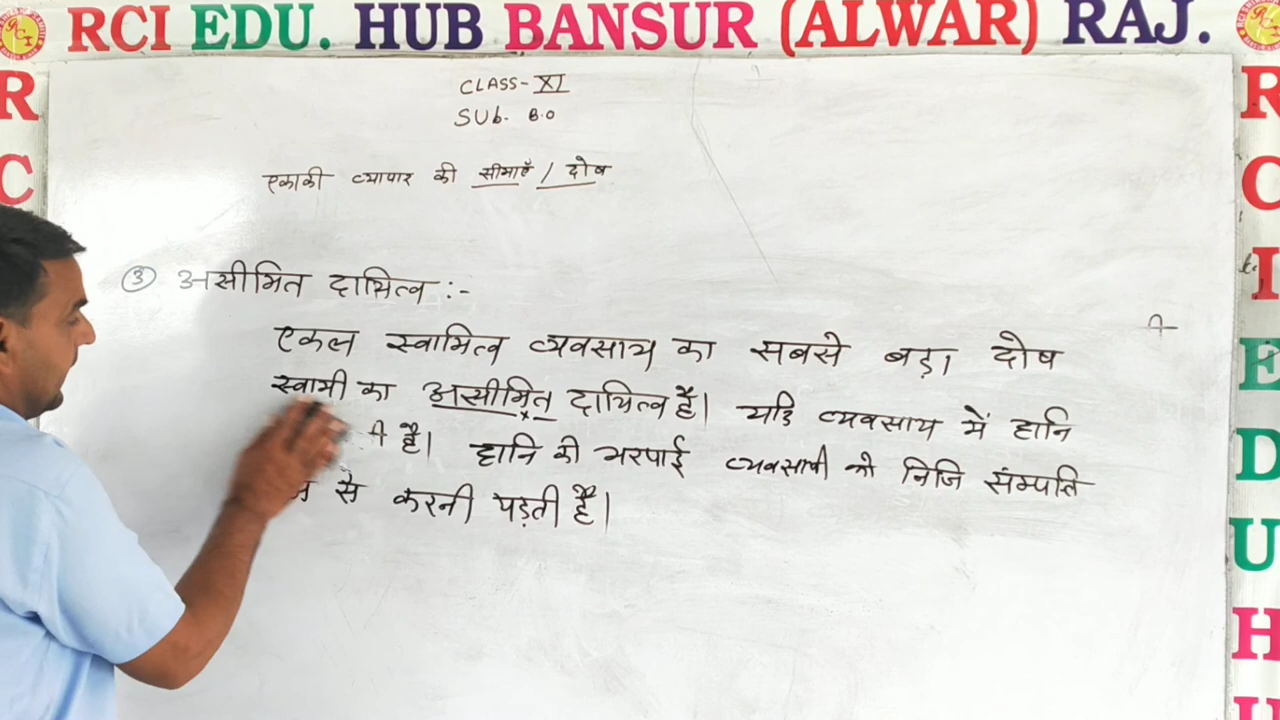 RCI EDU. HUB BANSUR (ALWAR) RAJ.
CLASS-XI
SUb. B.O
एकाकी व्यापार की सीमाएँ / दोष
③ असीमित दायित्व :-
एकल स्वामित्व व्यवसाय का सबसे बड़ा दोष
स्वामी का असीमित दायित्व है। यदि व्यवसाय में हानि
है। हानि की भरपाई व्यवसायी को निजि संम्पति
से करनी पड़ती है।
R
C
R
C
I
E
D
U
H
U